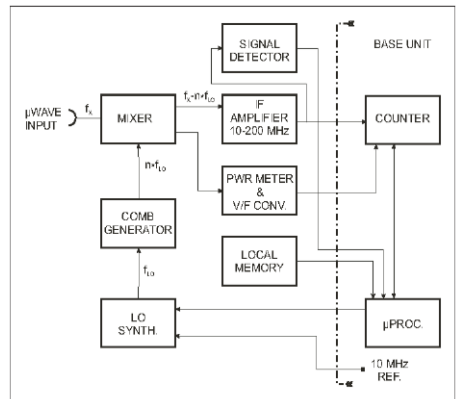 SIGNAL
DETECTOR
BASE UNIT
µWAVE
INPUT
fx
MIXER
fx-n•fLO
IF
AMPLIFIER
10-200 MHz
COUNTER
n•fLO
PWR METER
&
V/F CONV.
COMB
GENERATOR
LOCAL
MEMORY
fLO
LO
SYNTH.
µPROC.
10 MHz
REF.